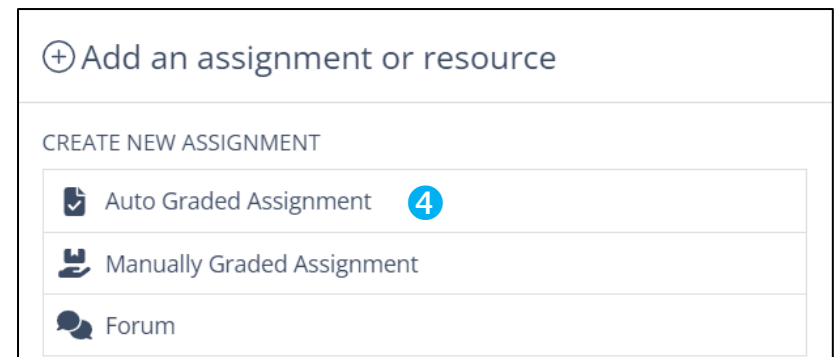 Add an assignment or resource
CREATE NEW ASSIGNMENT
Auto Graded Assignment 4
Manually Graded Assignment
Forum